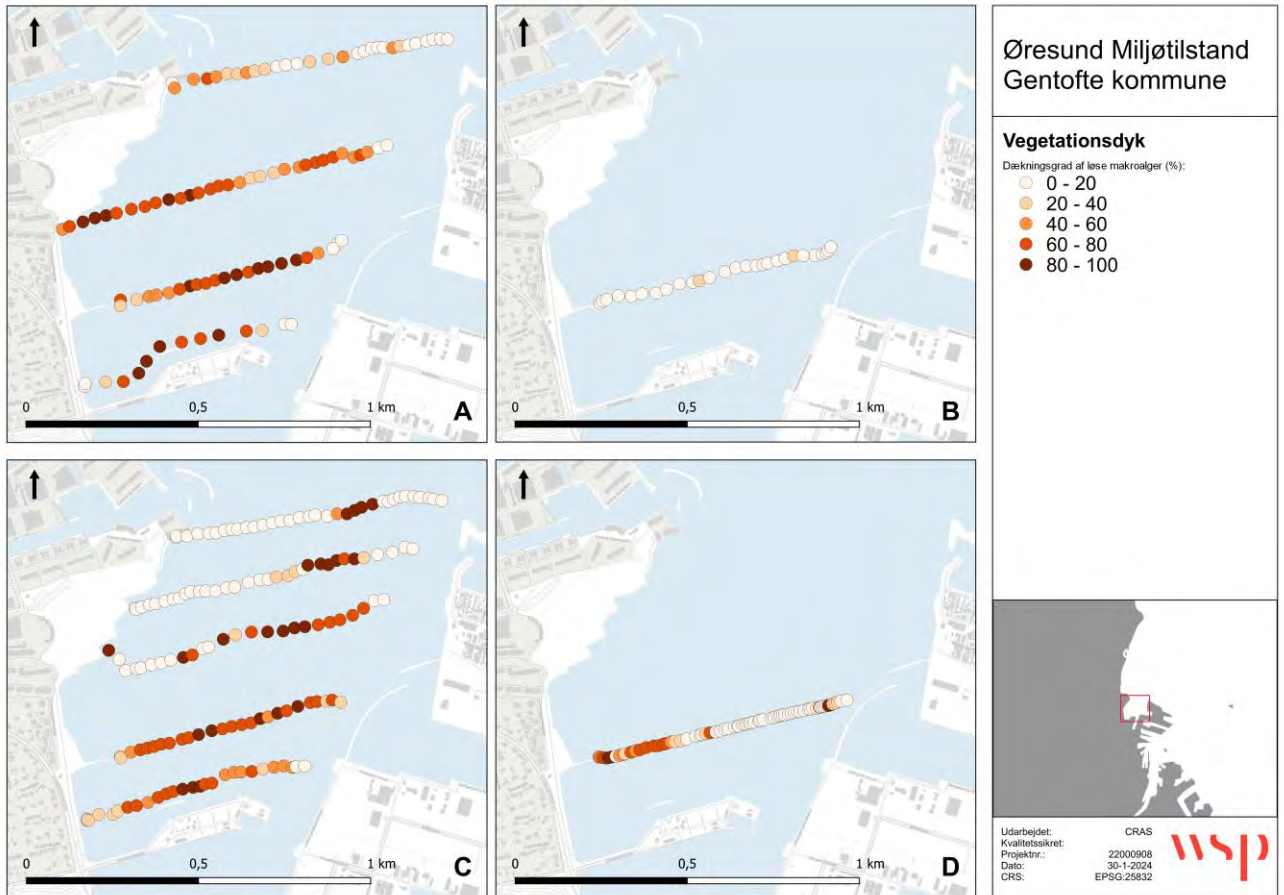 0
0,5
1 km
A
0
0,5
1 km
B
0
0,5
1 km
C
0
0,5
1 km
D
Øresund Miljøtilstand
Gentofte kommune
Vegetationsdyk
Dækningsgrad af løse makroalger (%):
0 - 20
20 - 40
40 - 60
60 - 80
80 - 100
Udarbejdet: CRAS
Kvalitetssikret:
Projektnr.: 22000908
Dato: 30-1-2024
CRS: EPSG:25832
wsp